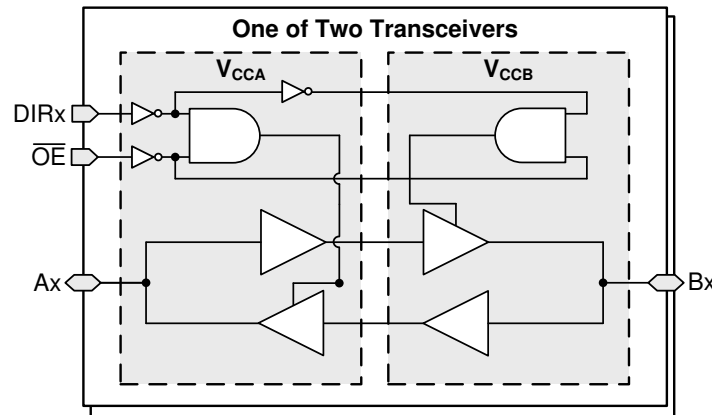 One of Two Transceivers
VCCA
VCCB
DIRx
OE
Ax
Bx